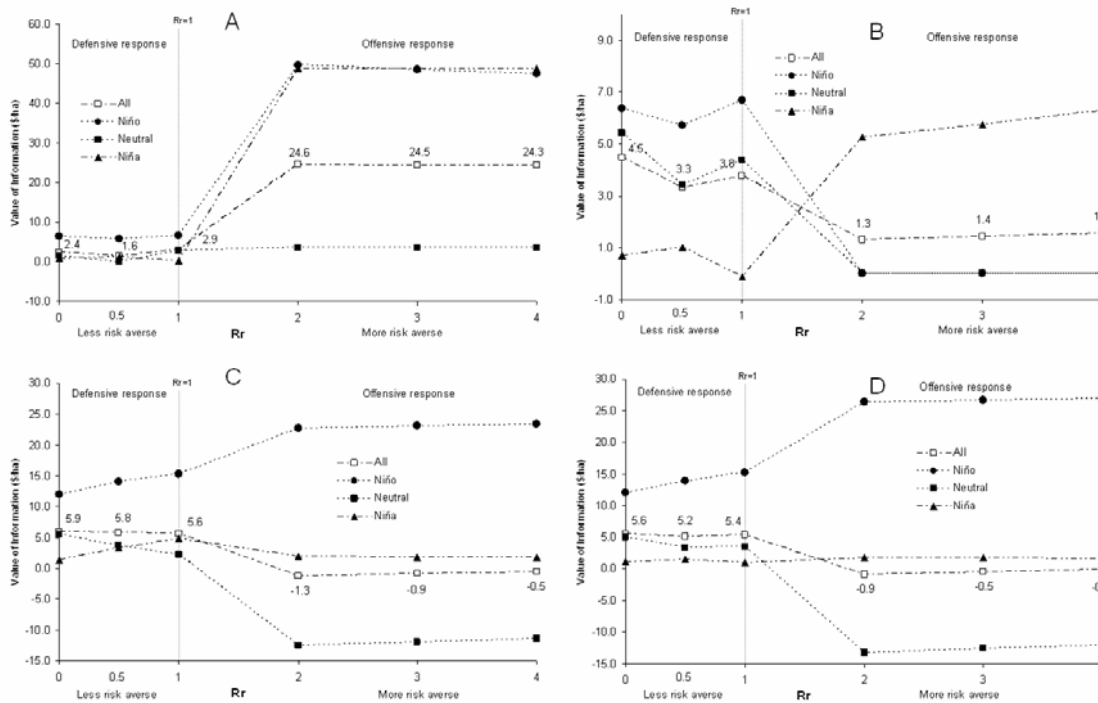 A
Rr=1
60.0
50.0
40.0
30.0
20.0
10.0
0.0
-10.0
Value of Information ($/ha)
Defensive response
Offensive response
All
Niño
Neutral
Niña
2.4
1.6
2.9
24.6
24.5
24.3
0
0.5
1
2
3
4
Less risk averse
Rr
More risk averse
B
9.0
7.0
5.0
3.0
1.0
-1.0
Value of Information ($/ha)
Defensive response
Offensive response
All
Niño
Neutral
Niña
4.5
3.3
3.8
1.3
1.4
0
0.5
1
2
3
Less risk averse
Rr
More risk averse
C
Rr=1
30.0
25.0
20.0
15.0
10.0
5.0
0.0
-5.0
-10.0
-15.0
Value of Information ($/ha)
Defensive response
Offensive response
All
Niño
Neutral
Niña
5.9
5.8
5.6
-1.3
-0.9
-0.5
0
0.5
1
2
3
4
Less risk averse
Rr
More risk averse
D
Rr=1
30.0
25.0
20.0
15.0
10.0
5.0
0.0
-5.0
-10.0
-15.0
Value of Information ($/ha)
Defensive response
Offensive response
All
Niño
Neutral
Niña
5.6
5.2
5.4
-0.9
-0.5
0
0.5
1
2
3
Less risk averse
Rr
More risk averse